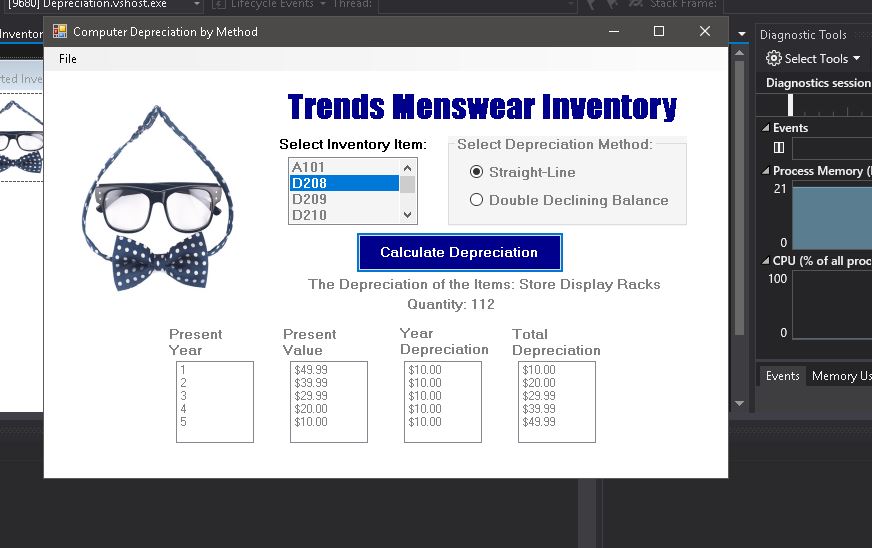 [9680] Depreciation.vshost.exe
Lifecycle Events
Thread:
Stack Frame:
Computer Depreciation by Method
File
Trends Menswear Inventory
Select Inventory Item:
A101
D208
D209
D210
Select Depreciation Method:
Straight-Line
Double Declining Balance
Calculate Depreciation
The Depreciation of the Items: Store Display Racks
Quantity: 112
Present Year
1
2
3
4
5
Present Value
$49.99
$39.99
$29.99
$20.00
$10.00
Year Depreciation
$10.00
$10.00
$10.00
$10.00
$10.00
Total Depreciation
$10.00
$20.00
$29.99
$39.99
$49.99
Diagnostic Tools
Select Tools
Diagnostics session
Events
Process Memory
21
0
CPU (% of all
100
0
Events
Memory